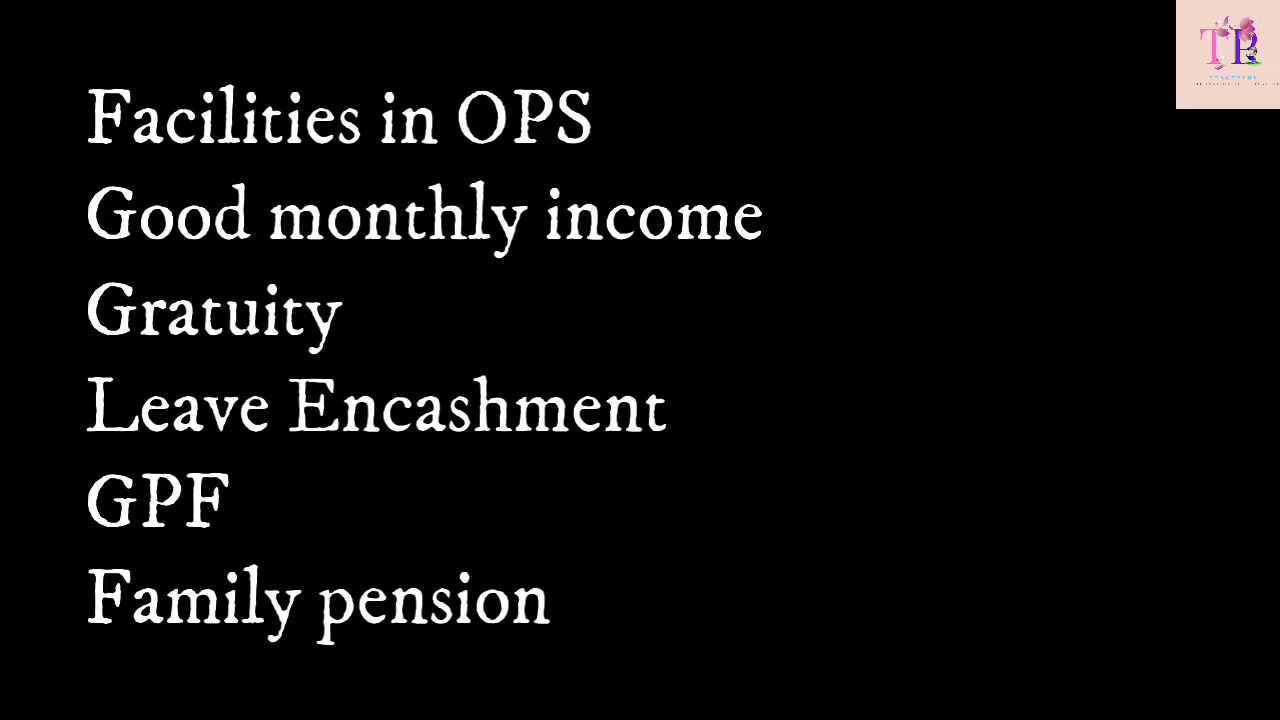 Facilities in OPS
Good monthly income
Gratuity
Leave Encashment
GPF
Family pension